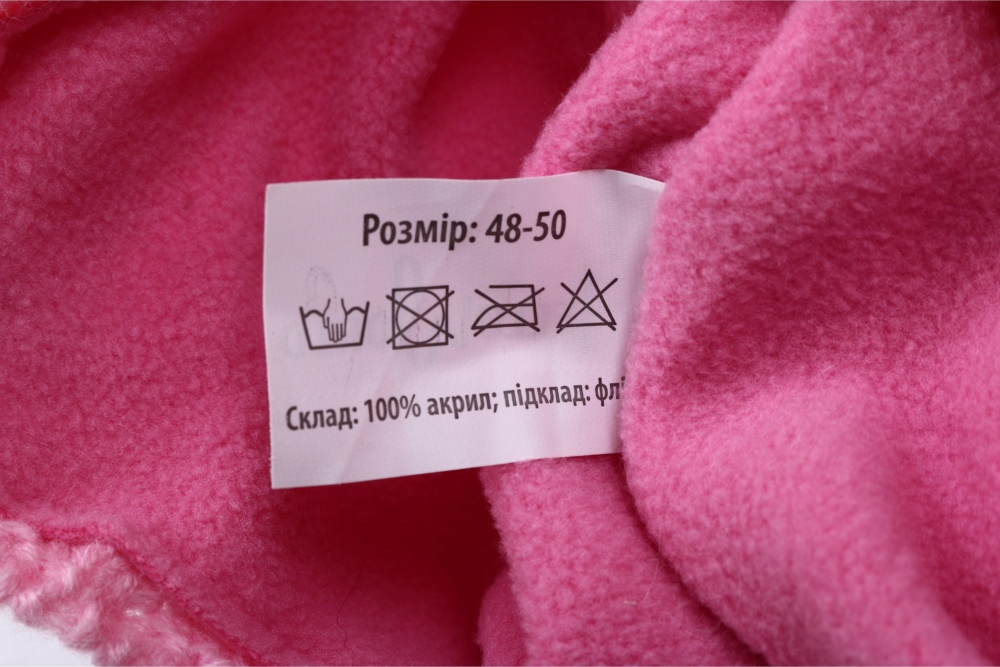 Розмір: 48-50
Склад: 100% акрил; підклад: